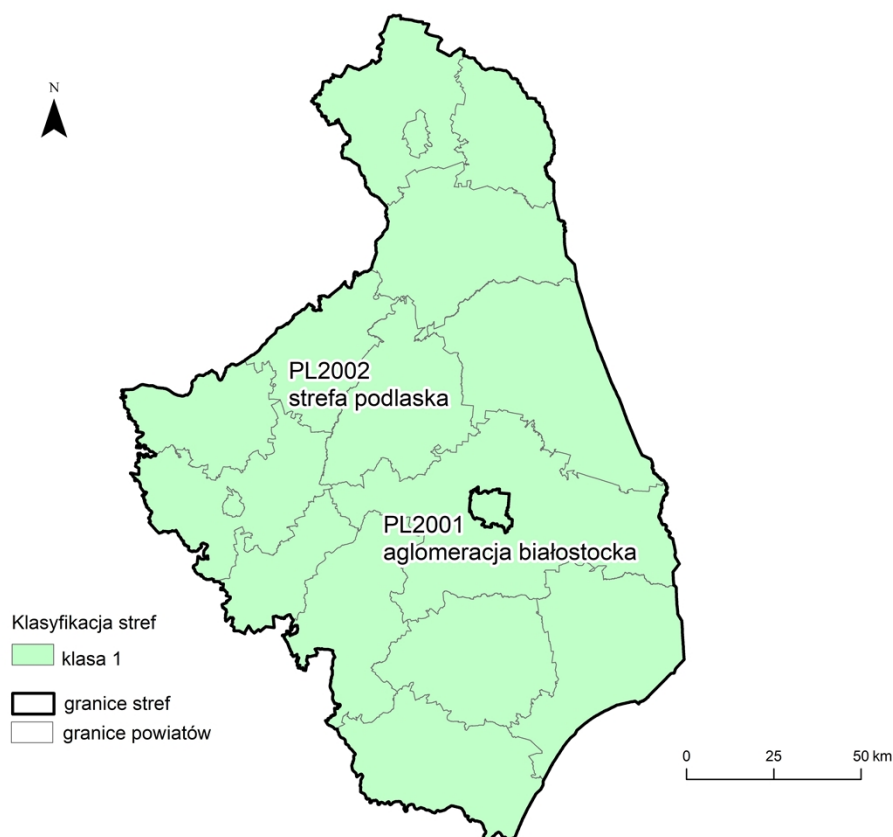 N
PL2002
strefa podlaska
PL2001
aglomeracja białostocka
Klasyfikacja stref
klasa 1
granice stref
granice powiatów
0 25 50 km